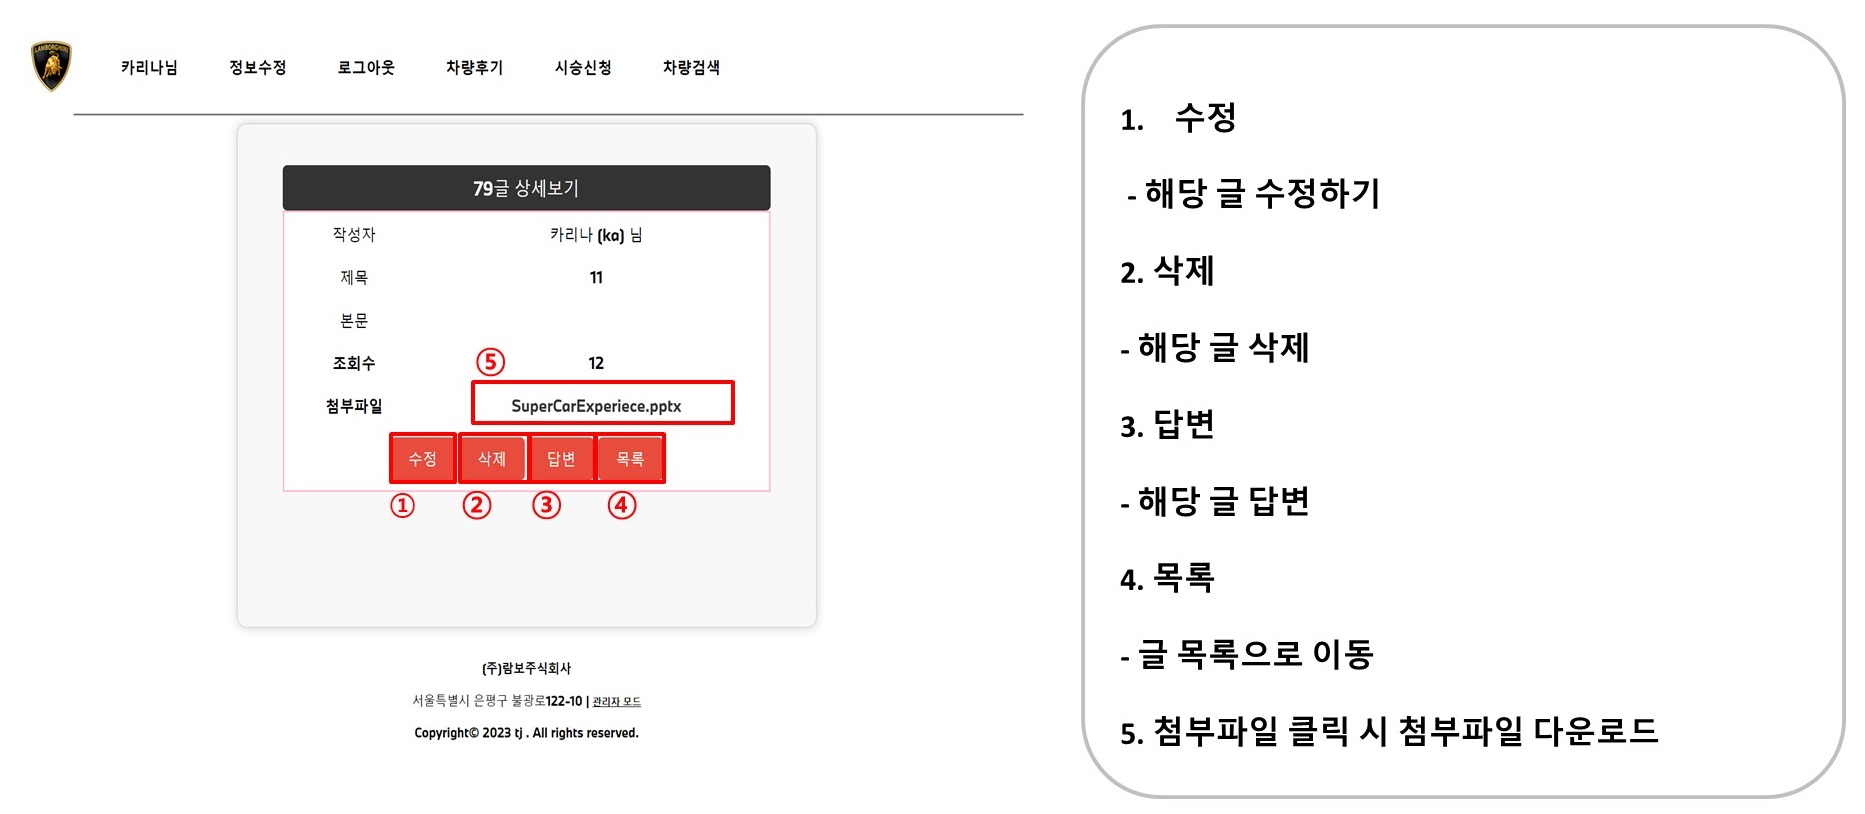 LAMBORGHINI
카리나님 정보수정 로그아웃 차량후기 시승신청 차량검색
79글 상세보기
작성자 카리나 (ka) 님
제목 11
본문
조회수 ⑤ 12
첨부파일 SuperCarExperiece.pptx
수정 삭제 답변 목록
① ② ③ ④
(주)람보주식회사
서울특별시 은평구 불광로122-10 | 관리자 모드
Copyright© 2023 tj . All rights reserved.
1. 수정
- 해당 글 수정하기
2. 삭제
- 해당 글 삭제
3. 답변
- 해당 글 답변
4. 목록
- 글 목록으로 이동
5. 첨부파일 클릭 시 첨부파일 다운로드